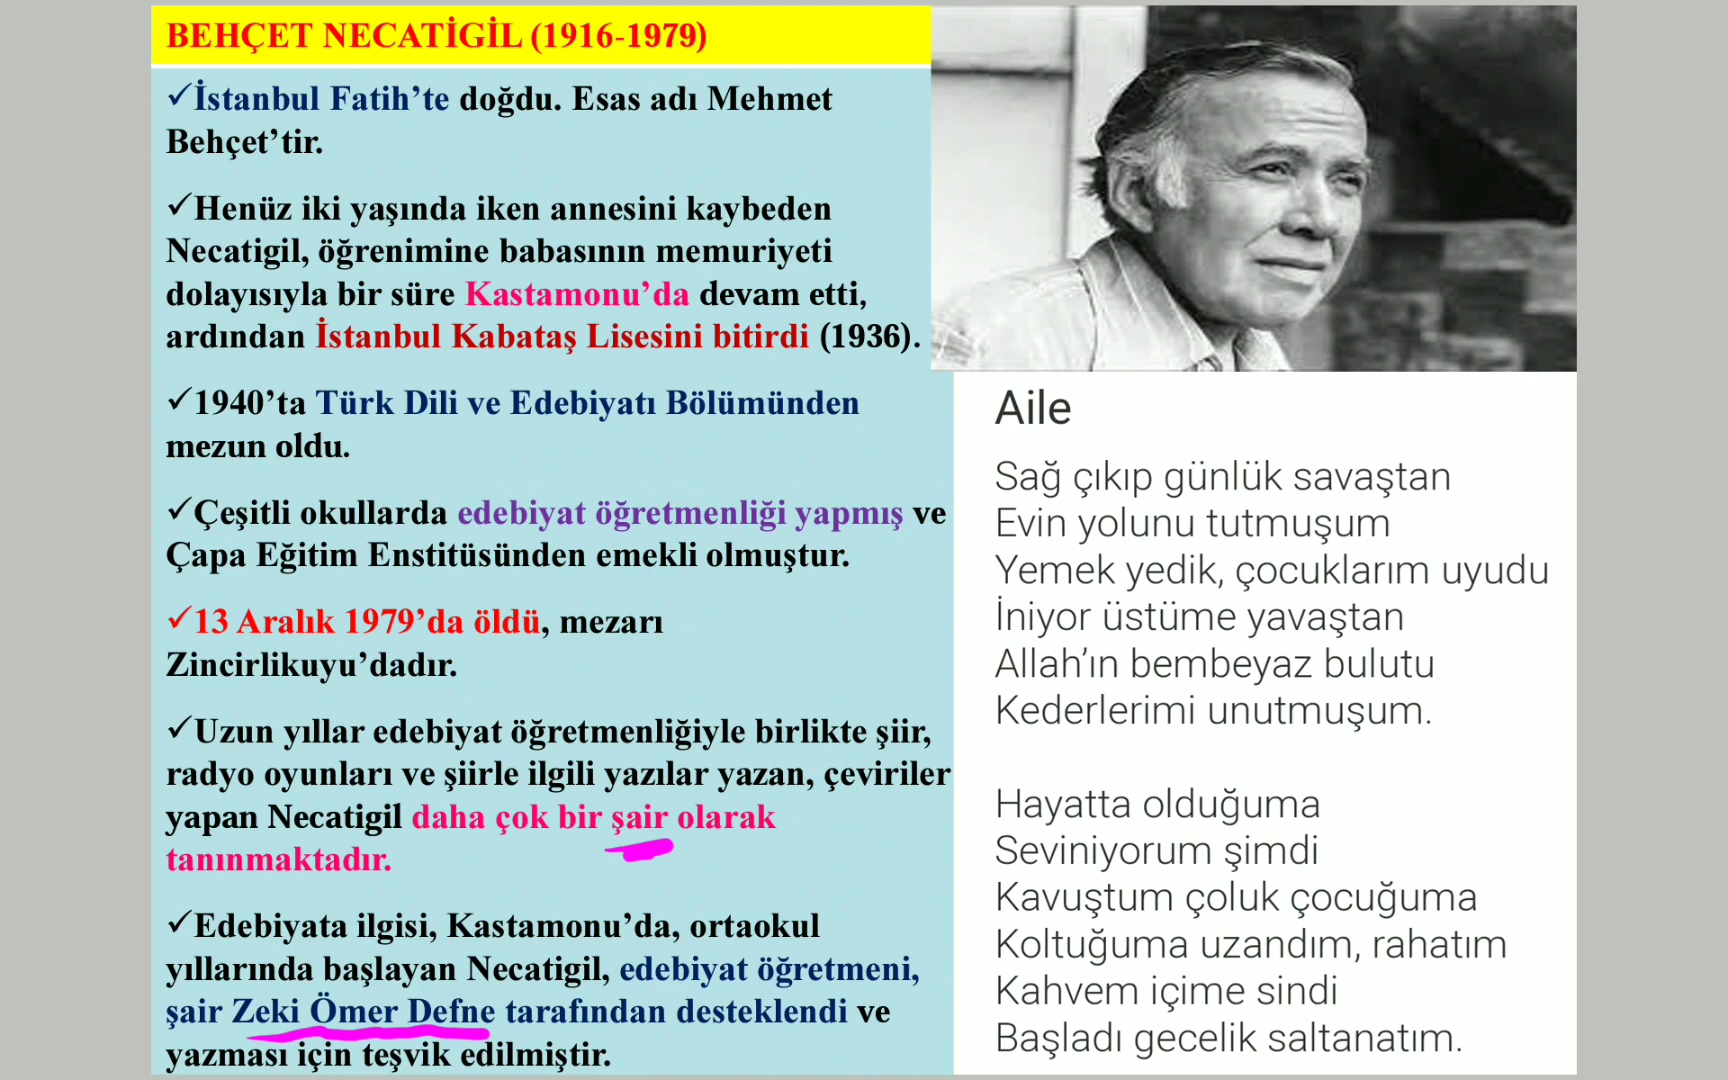 BEHÇET NECATİGİL (1916-1979)
✓İstanbul Fatih’te doğdu. Esas adı Mehmet
Behçet’tir.
✓Henüz iki yaşında iken annesini kaybeden
Necatigil, öğrenimine babasının memuriyeti
dolayısıyla bir süre Kastamonu’da devam etti,
ardından İstanbul Kabataş Lisesini bitirdi (1936).
✓1940’ta Türk Dili ve Edebiyatı Bölümünden
mezun oldu.
✓Çeşitli okullarda edebiyat öğretmenliği yapmış ve
Çapa Eğitim Enstitüsünden emekli olmuştur.
✓13 Aralık 1979’da öldü, mezarı
Zincirlikuyu’dadır.
✓Uzun yıllar edebiyat öğretmenliğiyle birlikte şiir,
radyo oyunları ve şiirle ilgili yazılar yazan, çeviriler
yapan Necatigil daha çok bir şair olarak
tanınmaktadır.
✓Edebiyata ilgisi, Kastamonu’da, ortaokul
yıllarında başlayan Necatigil, edebiyat öğretmeni,
şair Zeki Ömer Defne tarafından desteklendi ve
yazması için teşvik edilmiştir.
Aile
Sağ çıkıp günlük savaştan
Evin yolunu tutmuşum
Yemek yedik, çocuklarım uyudu
İniyor üstüme yavaştan
Allah’ın bembeyaz bulutu
Kederlerimi unutmuşum.
Hayatta olduğuma
Seviniyorum şimdi
Kavuştum çoluk çocuğuma
Koltuğuma uzandım, rahatım
Kahvem içime sindi
Başladı gecelik saltanatım.